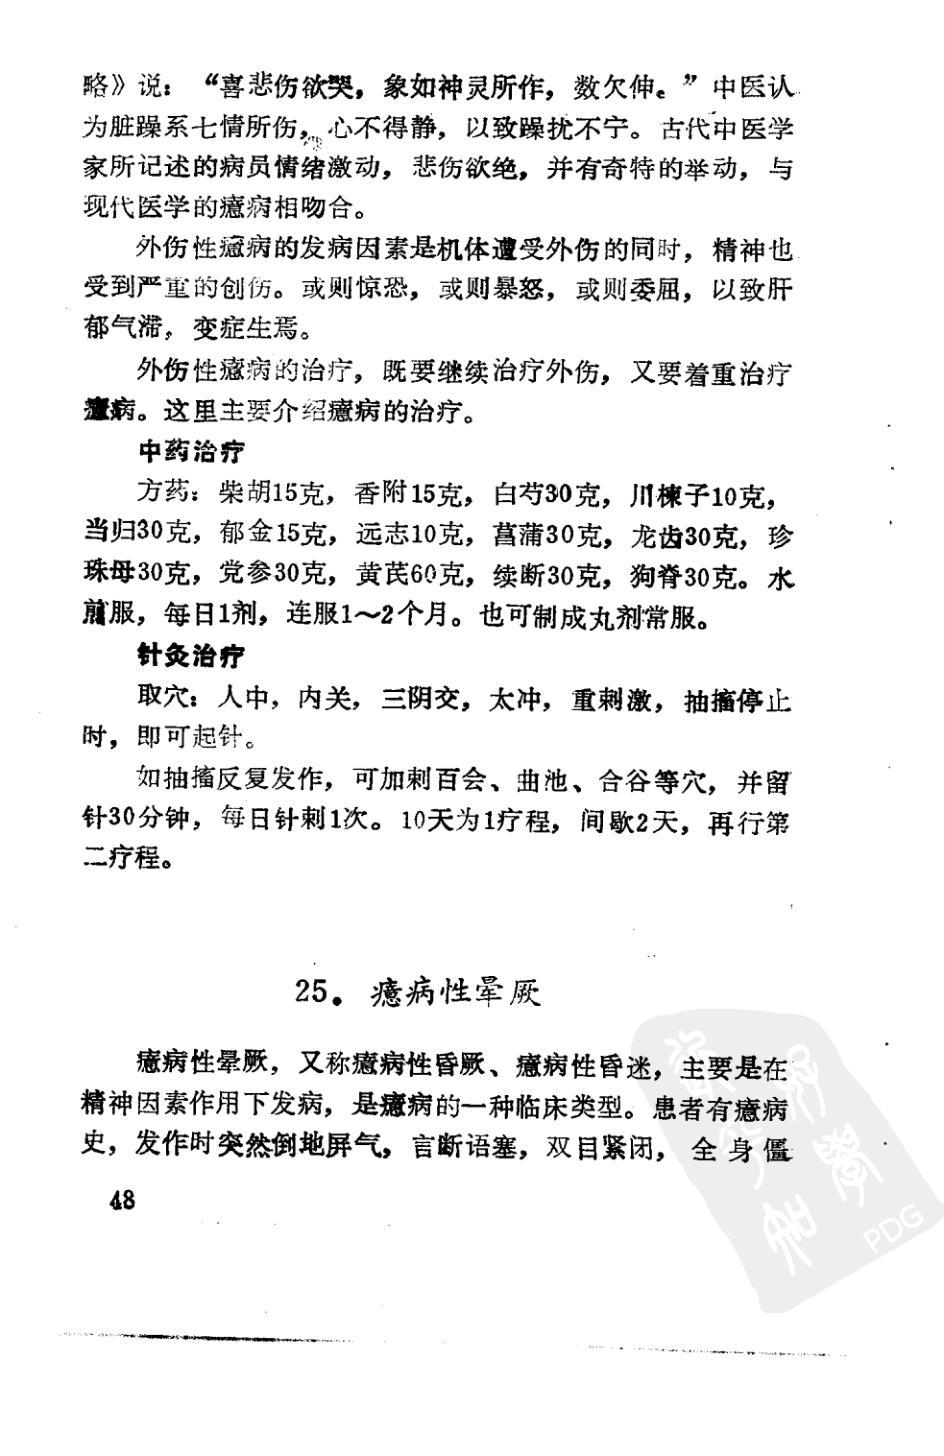 略》说：“喜悲伤欲哭，象如神灵所作，数欠伸。”中医认
为脏躁系七情所伤，心不得静，以致躁扰不宁。古代中医学
家所记述的病员情绪激动，悲伤欲绝，并有奇特的举动，与
现代医学的癔病相吻合。
外伤性癔病的发病因素是机体遭受外伤的同时，精神也
受到严重的创伤。或则惊恐，或则暴怒，或则委屈，以致肝
郁气滞，变症生焉。
外伤性癔病的治疗，既要继续治疗外伤，又要着重治疗
癔病。这里主要介绍癔病的治疗。
中药治疗
方药：柴胡15克，香附15克，白芍30克，川楝子10克，
当归30克，郁金15克，远志10克，菖蒲30克，龙齿30克，珍
珠母30克，党参30克，黄芪60克，续断30克，狗脊30克。水
煎服，每日1剂，连服1～2个月。也可制成丸剂常服。
针灸治疗
取穴：人中，内关，三阴交，太冲，重刺激，抽搐停止
时，即可起针。
如抽搐反复发作，可加刺百会、曲池、合谷等穴，并留
针30分钟，每日针刺1次。10天为1疗程，间歇2天，再行第
二疗程。
25．癔病性晕厥
癔病性晕厥，又称癔病性昏厥、癔病性昏迷，主要是在
精神因素作用下发病，是癔病的一种临床类型。患者有癔病
史，发作时突然倒地屏气，言断语塞，双目紧闭，全身僵
48
PDG